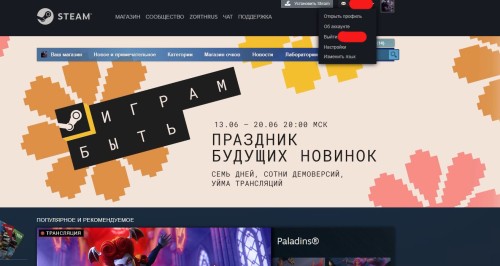 Установить Steam
STEAM
МАГАЗИН СООБЩЕСТВО ZORTHRUS ЧАТ ПОДДЕРЖКА
Открыть профиль
Об аккаунте
Выйти
Настройки
Изменить язык
Ваш магазин Новое и примечательное Категории Магазин очков Новости Лаборатория
ИГРАМ
БЫТЬ
13.06 — 20.06 20:00 МСК
ПРАЗДНИК
БУДУЩИХ НОВИНОК
СЕМЬ ДНЕЙ, СОТНИ ДЕМОВЕРСИЙ,
УЙМА ТРАНСЛЯЦИЙ
ПОПУЛЯРНОЕ И РЕКОМЕНДУЕМОЕ
ТРАНСЛЯЦИЯ
Paladins®